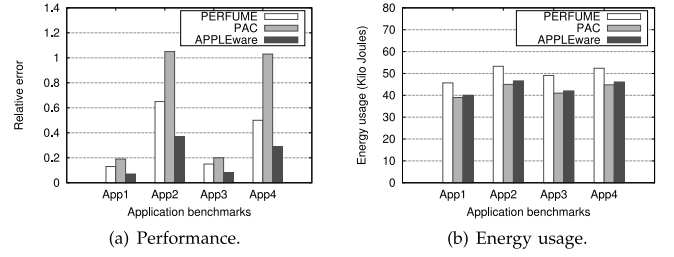 1.4
1.2
1
0.8
0.6
0.4
0.2
0
Relative error
PERFUME
PAC
APPLEware
App1 App2 App3 App4
Application benchmarks
(a) Performance.
80
70
60
50
40
30
20
10
0
Energy usage (Kilo Joules)
PERFUME
PAC
APPLEware
App1 App2 App3 App4
Application benchmarks
(b) Energy usage.